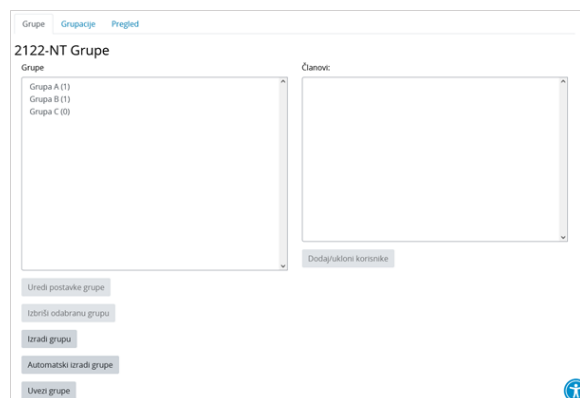 Grupe Grupacije Pregled
2122-NT Grupe
Grupe
Grupa A (1)
Grupa B (1)
Grupa C (0)
Članovi:
Dodaj/ukloni korisnike
Uredi postavke grupe
Izbriši odabranu grupu
Izradi grupu
Automatski izradi grupe
Uvezi grupe